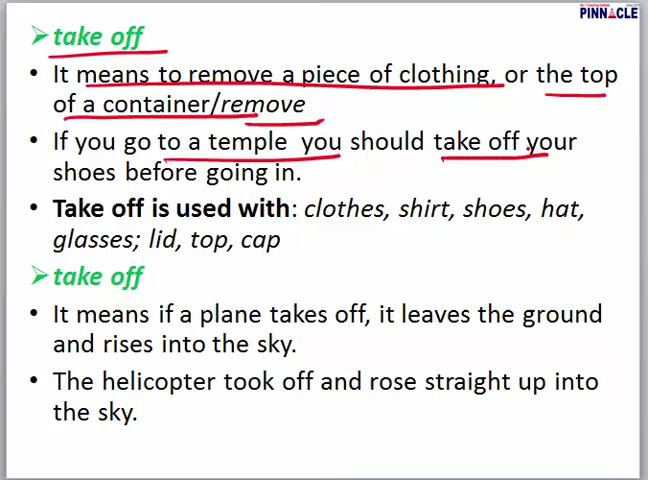 PINNACLE
➢take off
• It means to remove a piece of clothing, or the top
of a container/remove
• If you go to a temple you should take off your
shoes before going in.
• Take off is used with: clothes, shirt, shoes, hat,
glasses; lid, top, cap
➢take off
• It means if a plane takes off, it leaves the ground
and rises into the sky.
• The helicopter took off and rose straight up into
the sky.